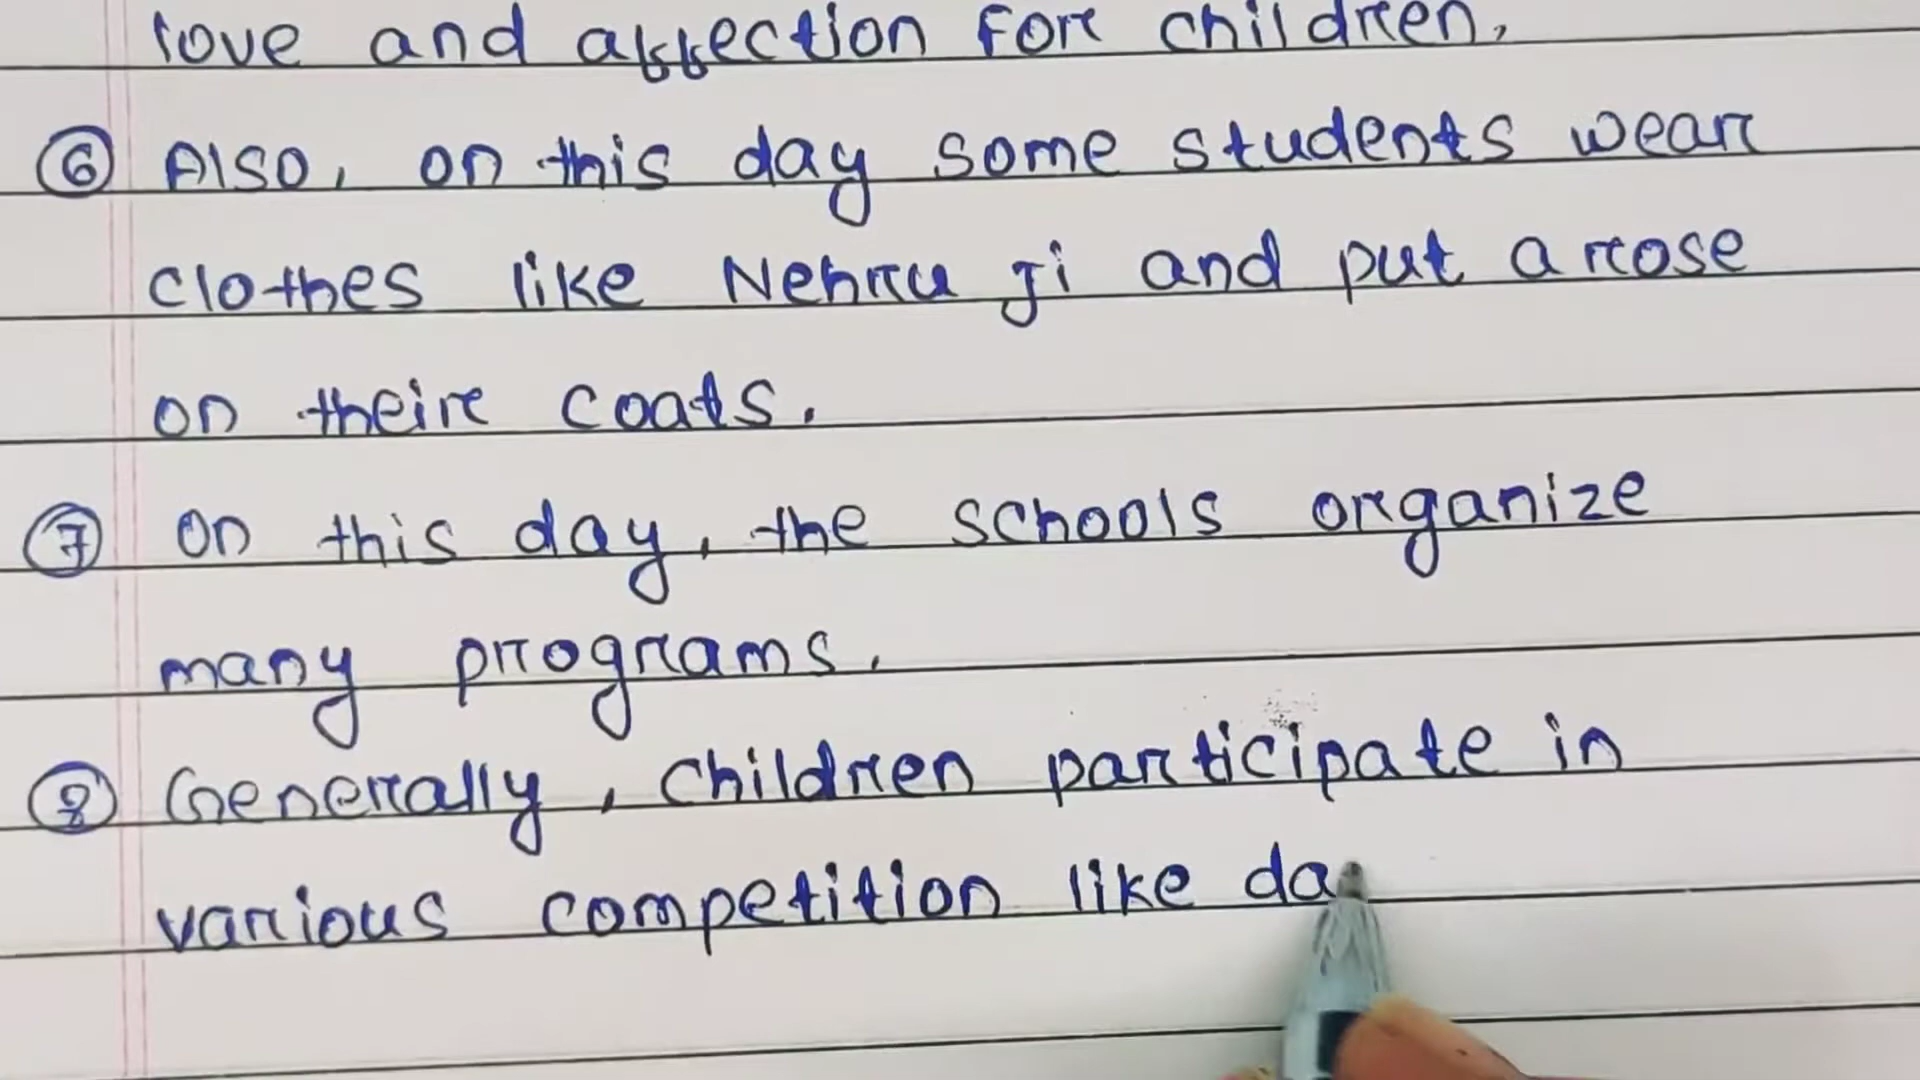 love and affection for children.
⑥ Also, on this day some students wear
clothes like Nehru Ji and put a rose
on their coats.
⑦ On this day, the schools organize
many programs.
⑧ Generally, children participate in
various competition like da